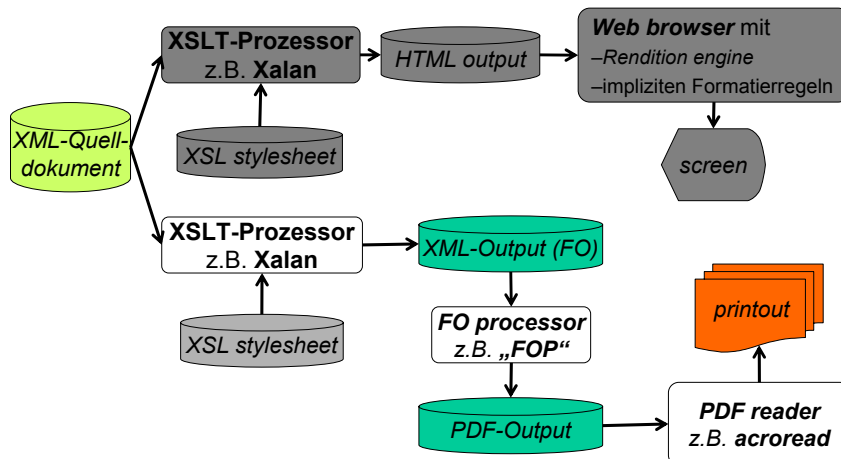 XSLT-Prozessor
z.B. Xalan
HTML output
Web browser mit
–Rendition engine
–impliziten Formatierregeln
XML-Quell-
dokument
XSL stylesheet
screen
XSLT-Prozessor
z.B. Xalan
XML-Output (FO)
XSL stylesheet
FO processor
z.B. „FOP“
printout
PDF-Output
PDF reader
z.B. acroread